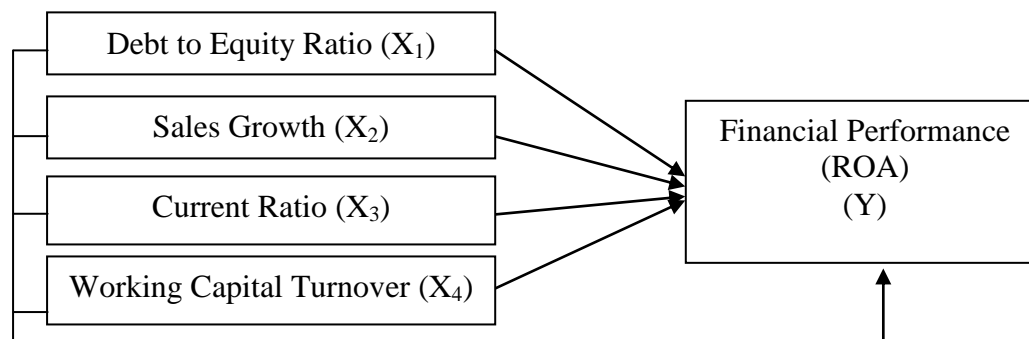 Debt to Equity Ratio (X₁)
Sales Growth (X₂)
Current Ratio (X₃)
Working Capital Turnover (X₄)
Financial Performance
(ROA)
(Y)